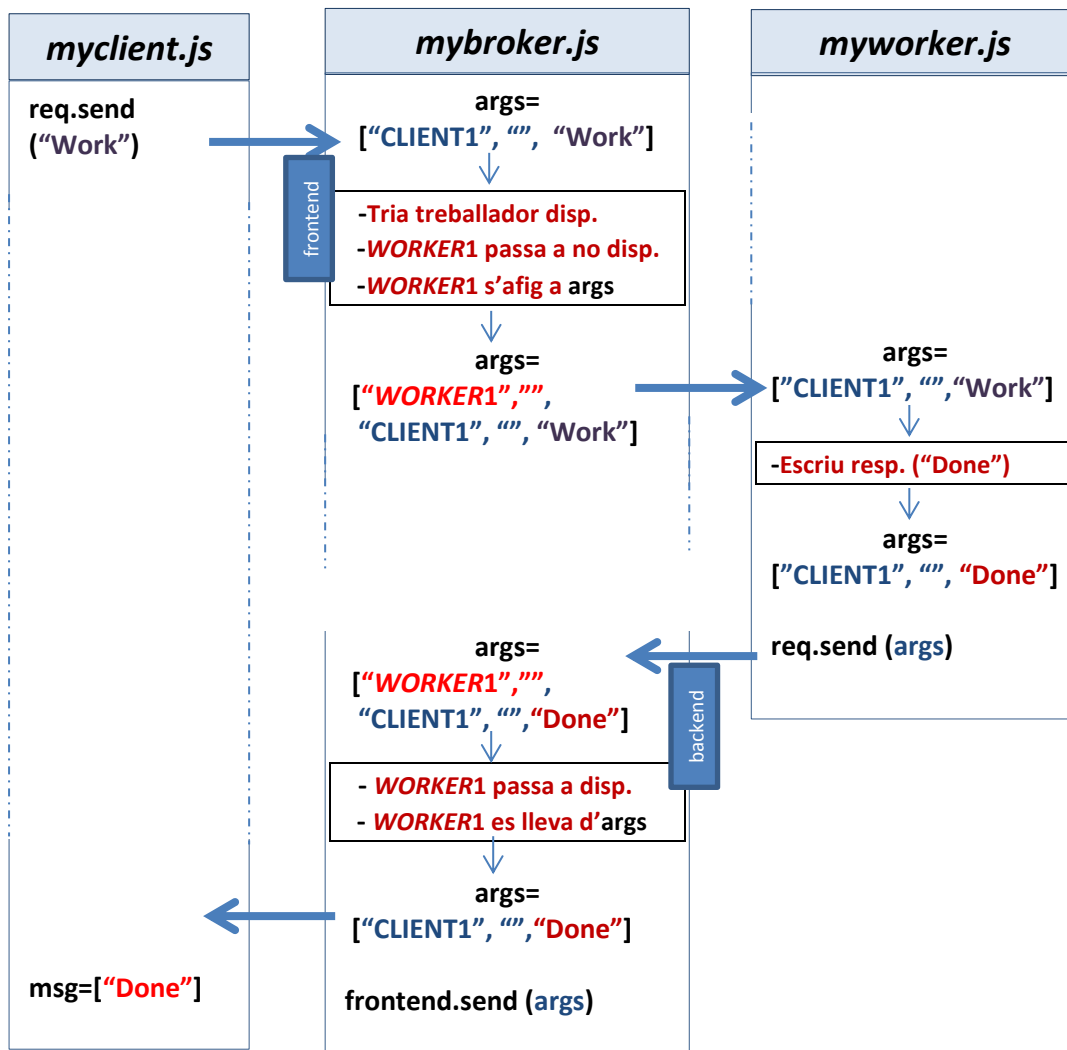 myclient.js
mybroker.js
myworker.js
req.send
(“Work”)
args=
[“CLIENT1”, “”, “Work”]
frontend
-Tria treballador disp.
-WORKER1 passa a no disp.
-WORKER1 s’afig a args
args=
[“WORKER1”,””,
“CLIENT1”, “”, “Work”]
args=
[”CLIENT1”, “”,“Work”]
-Escriu resp. (“Done”)
args=
[”CLIENT1”, “”, “Done”]
req.send (args)
backend
args=
[“WORKER1”,””,
“CLIENT1”, “”,“Done”]
- WORKER1 passa a disp.
- WORKER1 es lleva d’args
args=
[“CLIENT1”, “”,“Done”]
frontend.send (args)
msg=[“Done”]